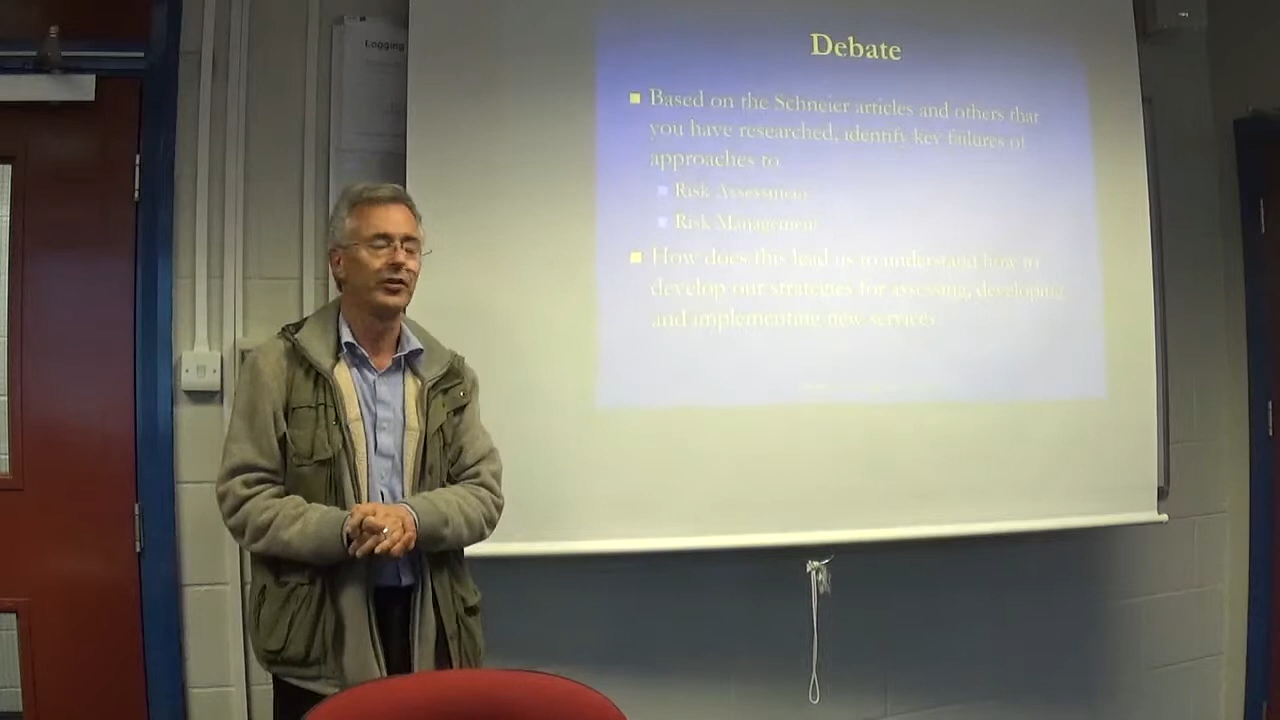 Logging
Debate
Based on the Schneier articles and others that
you have researched, identify key failures of
approaches to
Risk Assessment
Risk Management
How does this lead us to understand how to
develop our strategies for assessing, developing
and implementing new services